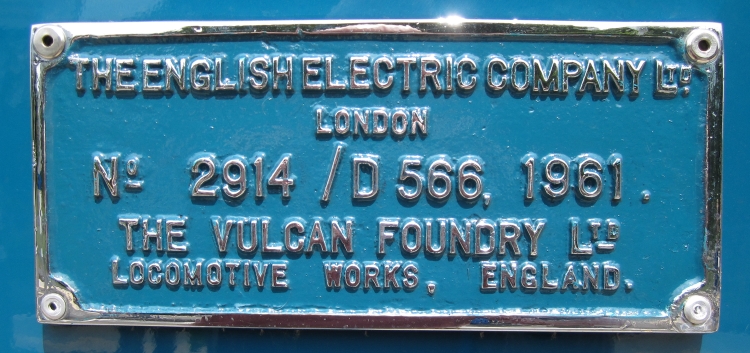 THE ENGLISH ELECTRIC COMPANY LTD
LONDON
No 2914 / D 566, 1961.
THE VULCAN FOUNDRY LTD
LOCOMOTIVE WORKS, ENGLAND.